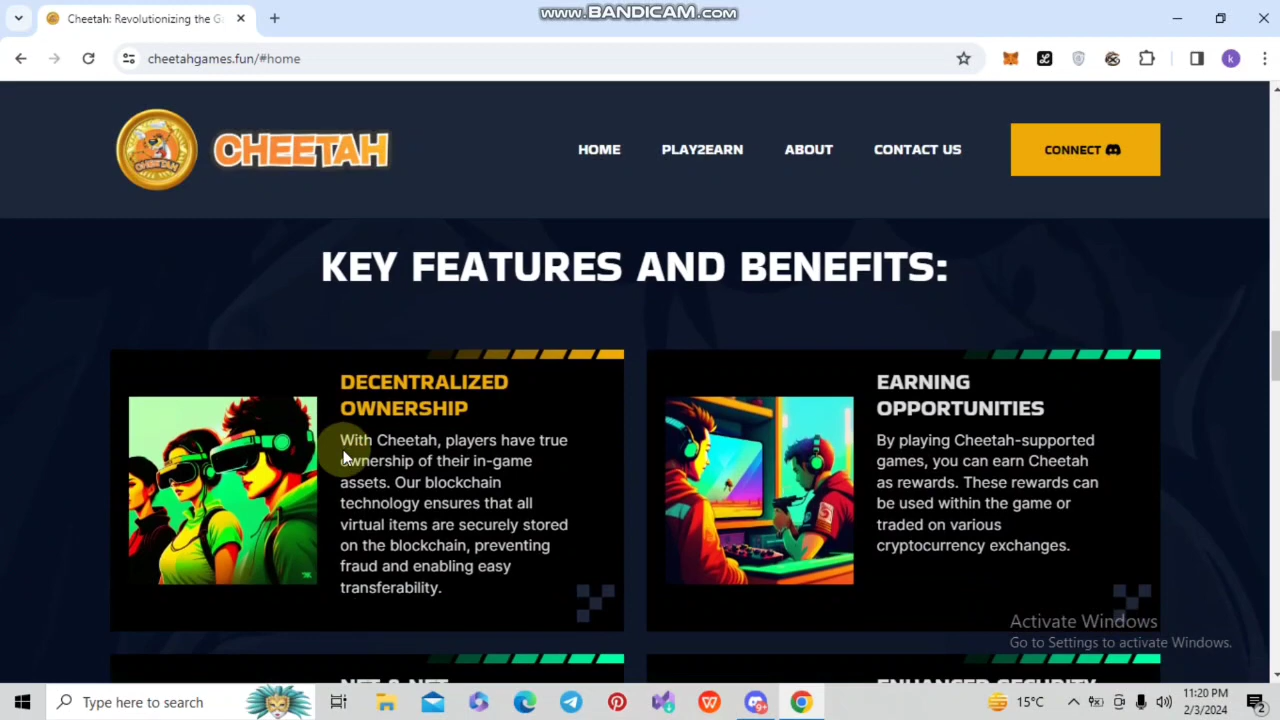 www.BANDICAM.com
Cheetah: Revolutionizing the G
cheetahgames.fun/#home
k
CHEETAH
HOME
PLAY2EARN
ABOUT
CONTACT US
CONNECT
KEY FEATURES AND BENEFITS:
DECENTRALIZED
OWNERSHIP
With Cheetah, players have true
ownership of their in-game
assets. Our blockchain
technology ensures that all
virtual items are securely stored
on the blockchain, preventing
fraud and enabling easy
transferability.
EARNING
OPPORTUNITIES
By playing Cheetah-supported
games, you can earn Cheetah
as rewards. These rewards can
be used within the game or
traded on various
cryptocurrency exchanges.
Activate Windows
Go to Settings to activate Windows.
ENHANCED SECURITY
Type here to search
9+
15°C
11:20 PM
2/3/2024
2